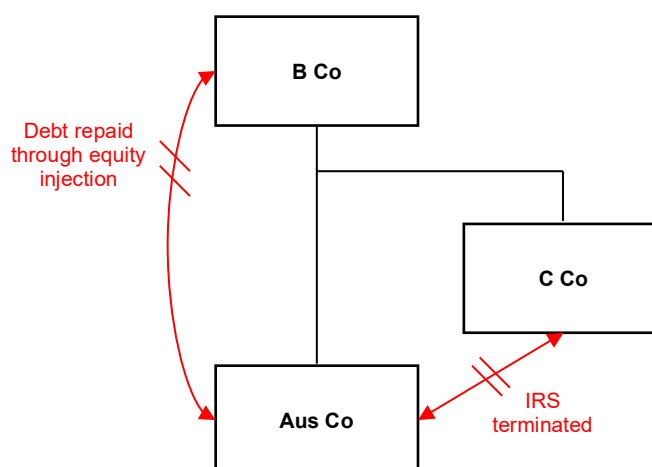 B Co
Debt repaid
through equity
injection
C Co
Aus Co
IRS
terminated